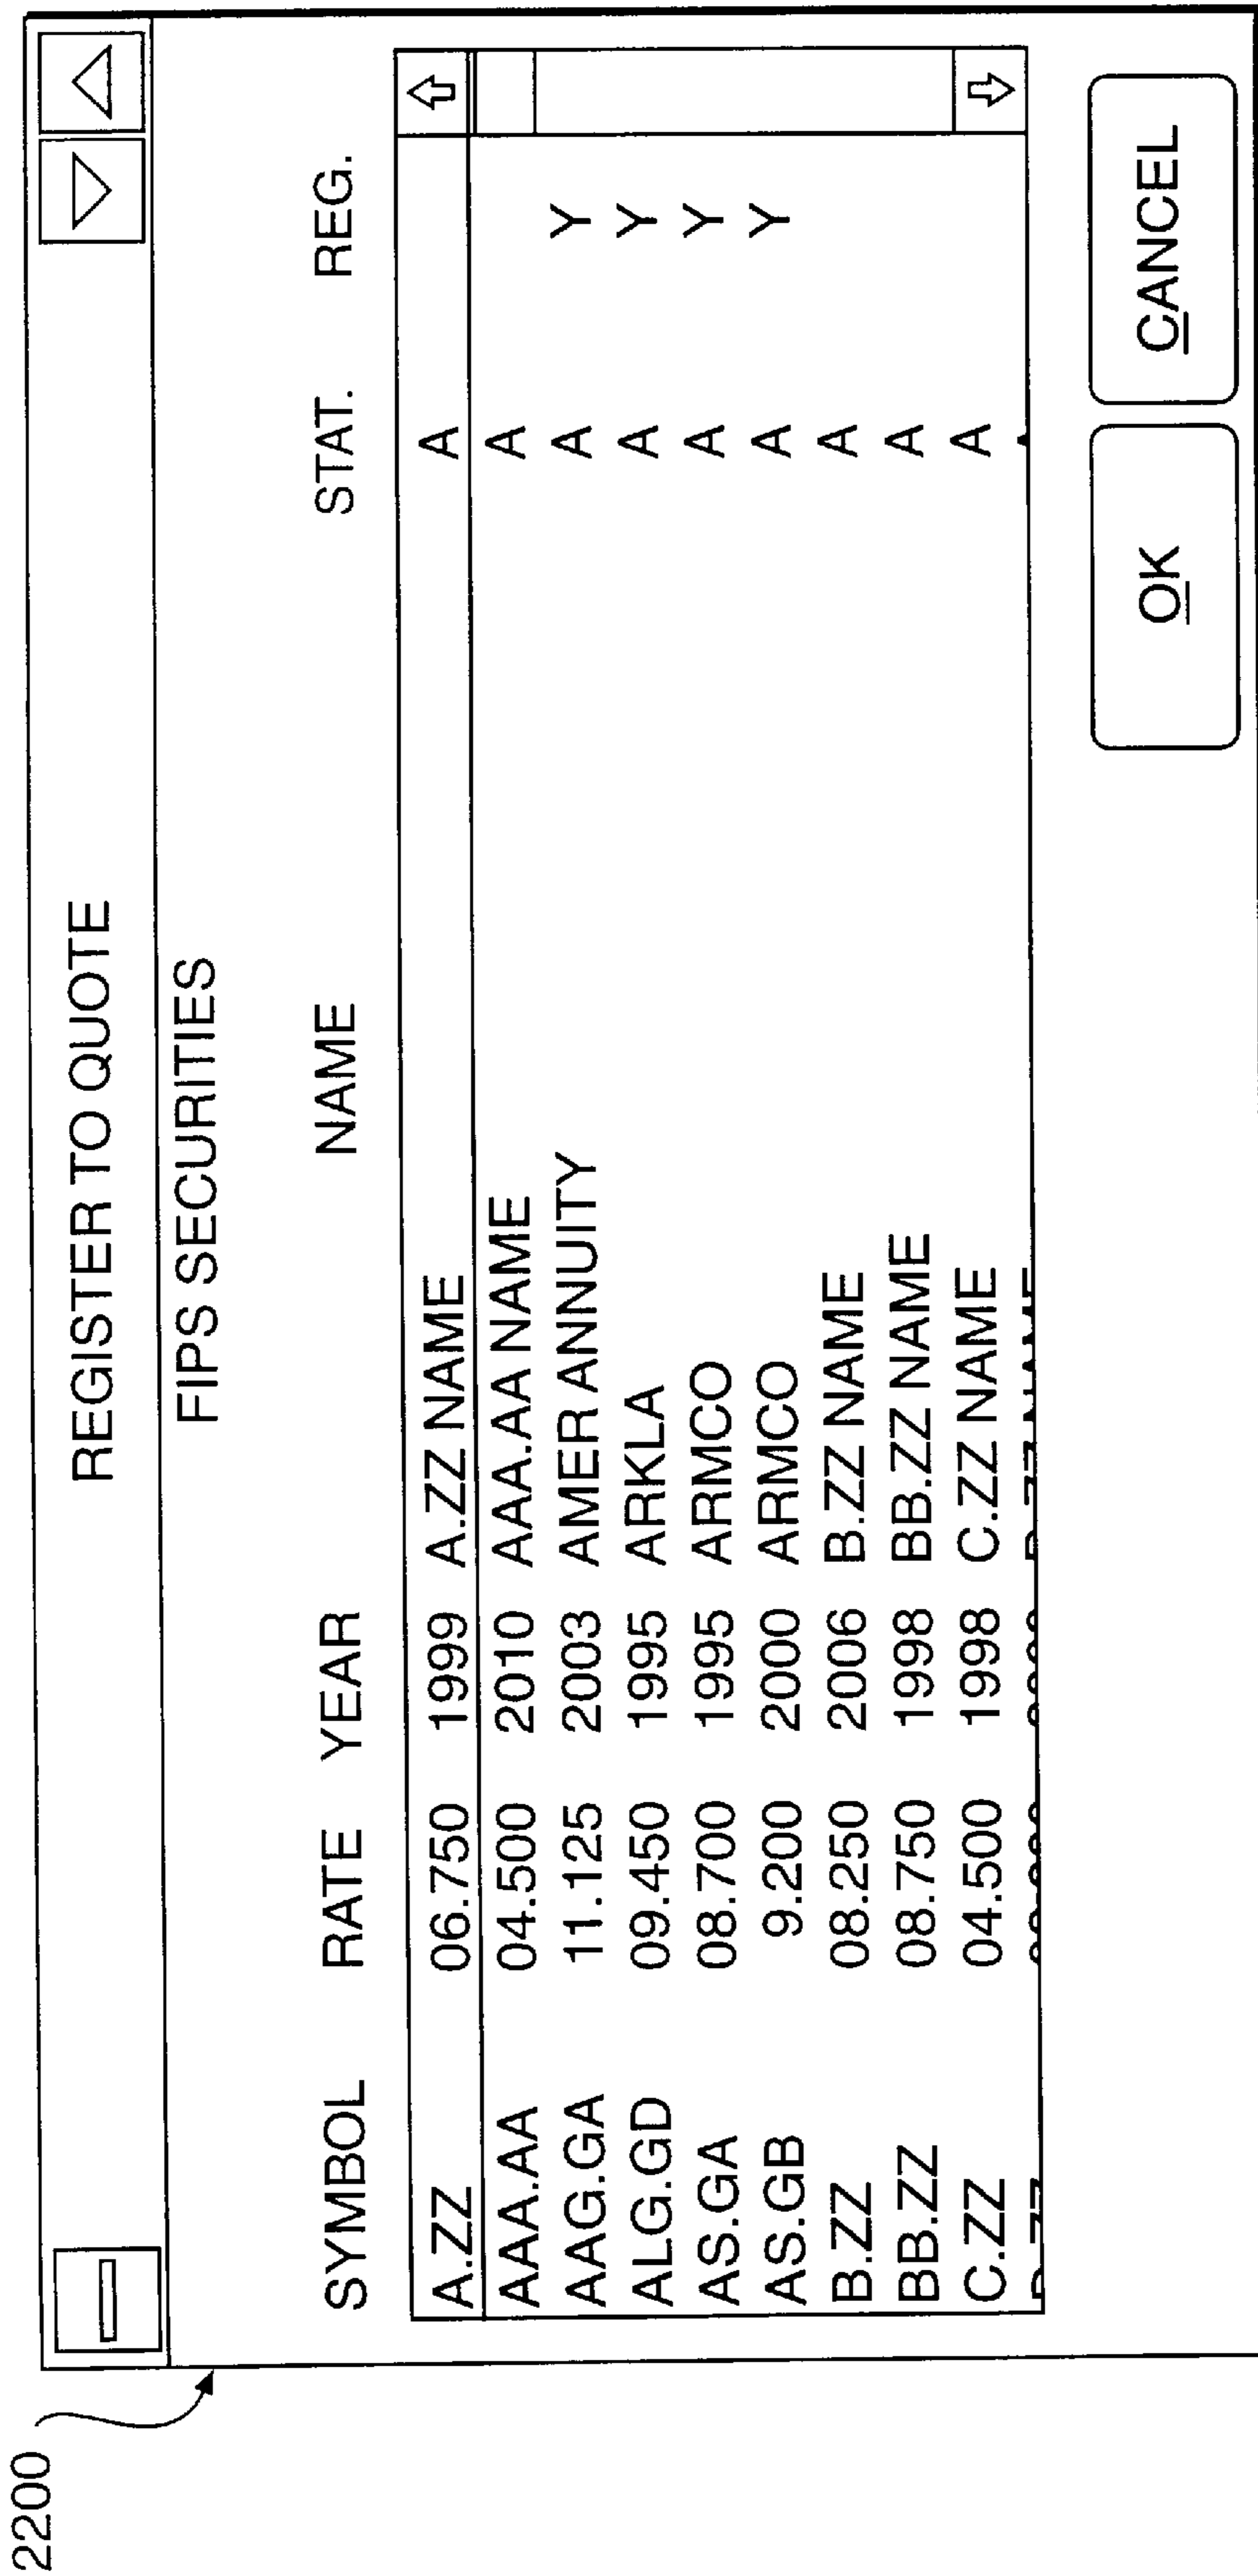 2200
REGISTER TO QUOTE
FIPS SECURITIES
SYMBOL RATE YEAR NAME STAT. REG.
A.ZZ 06.750 1999 A.ZZ NAME A
AAA.AA 04.500 2010 AAA.AA NAME A
AAG.GA 11.125 2003 AMER ANNUITY A Y
ALG.GD 09.450 1995 ARKLA A Y
AS.GA 08.700 1995 ARMCO A Y
AS.GB 9.200 2000 ARMCO A Y
B.ZZ 08.250 2006 B.ZZ NAME A
BB.ZZ 08.750 1998 BB.ZZ NAME A
C.ZZ 04.500 1998 C.ZZ NAME A
OK CANCEL